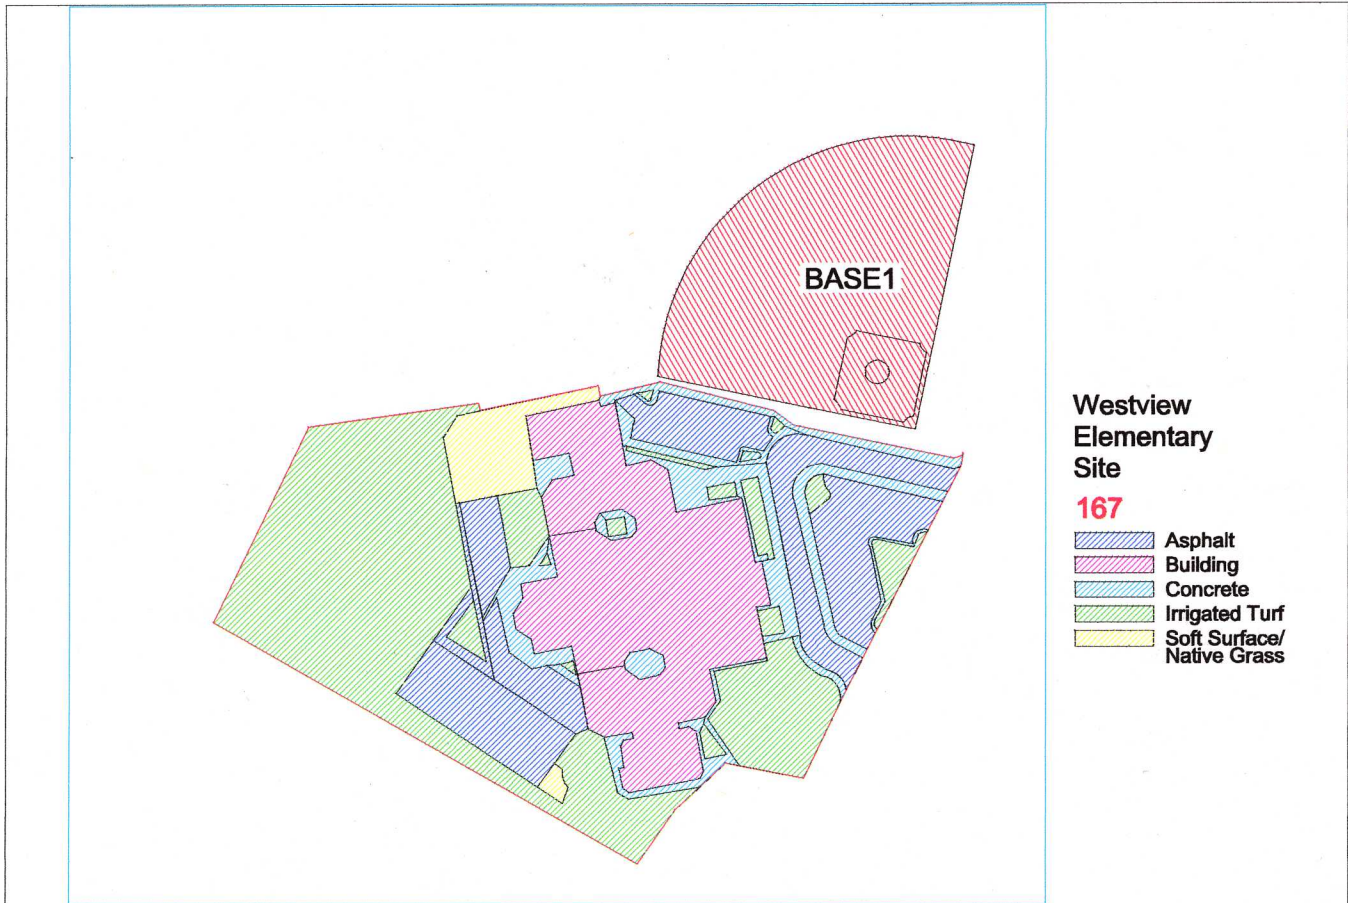 BASE1
Westview
Elementary
Site
167
Asphalt
Building
Concrete
Irrigated Turf
Soft Surface/
Native Grass